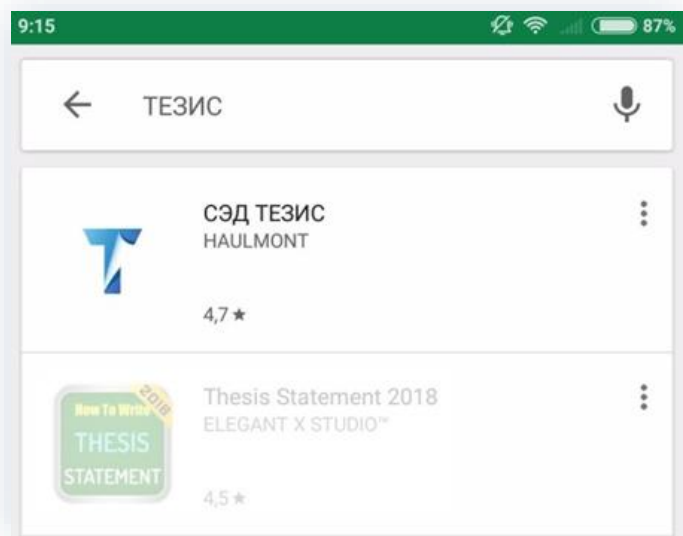 9:15
87%
ТЕЗИС
СЭД ТЕЗИС
HAULMONT
4,7 ★
How To Write
2018
THESIS
STATEMENT
Thesis Statement 2018
ELEGANT X STUDIO™
4,5 ★